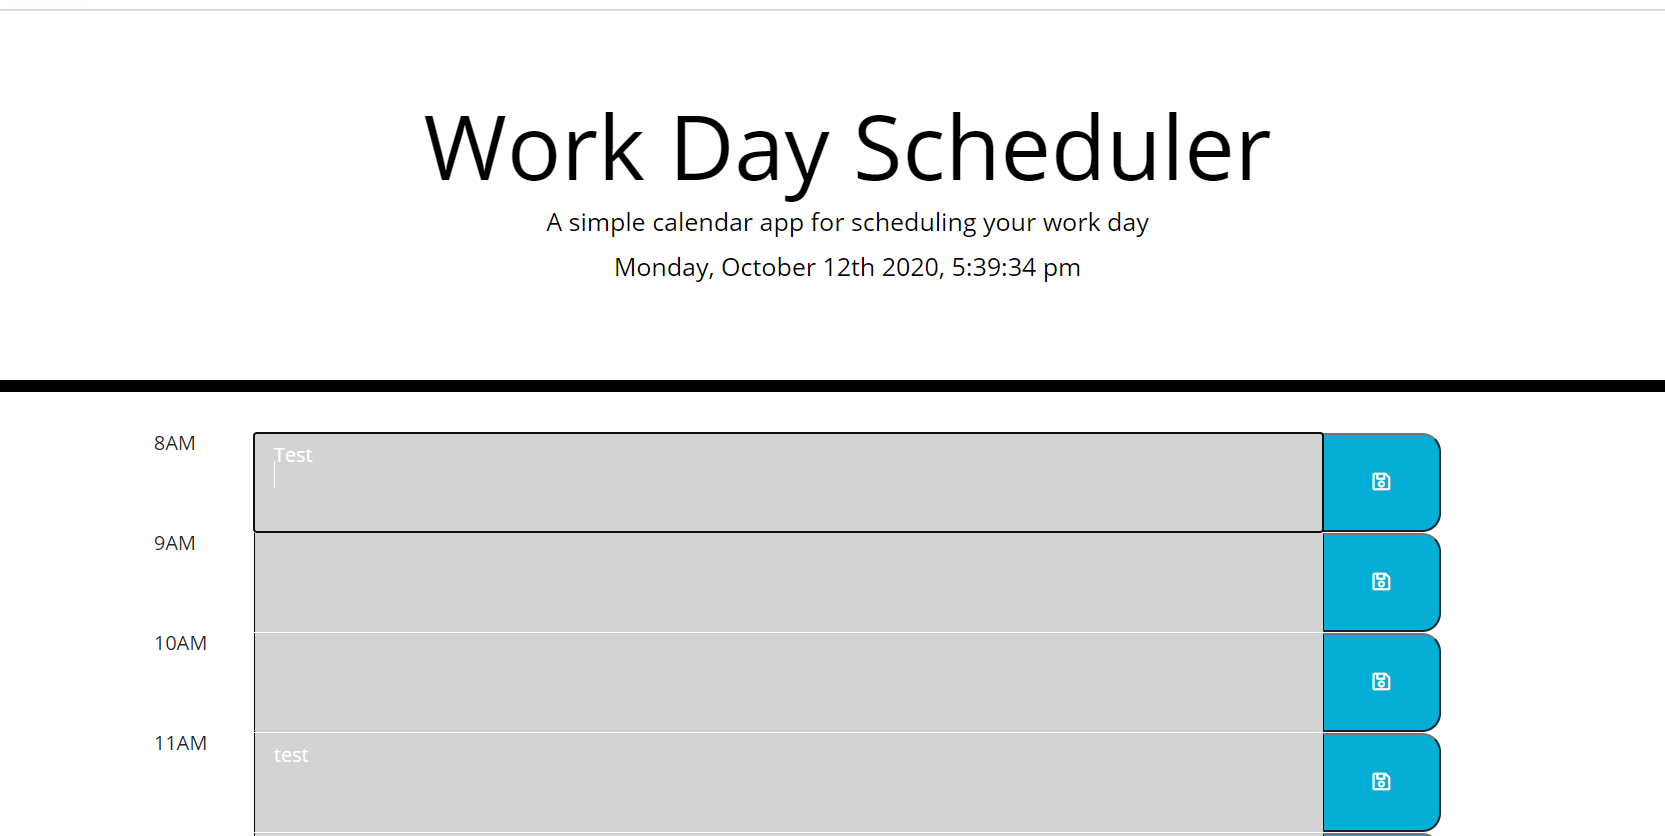 Work Day Scheduler
A simple calendar app for scheduling your work day
Monday, October 12th 2020, 5:39:34 pm
8AM
Test
9AM
10AM
11AM
test